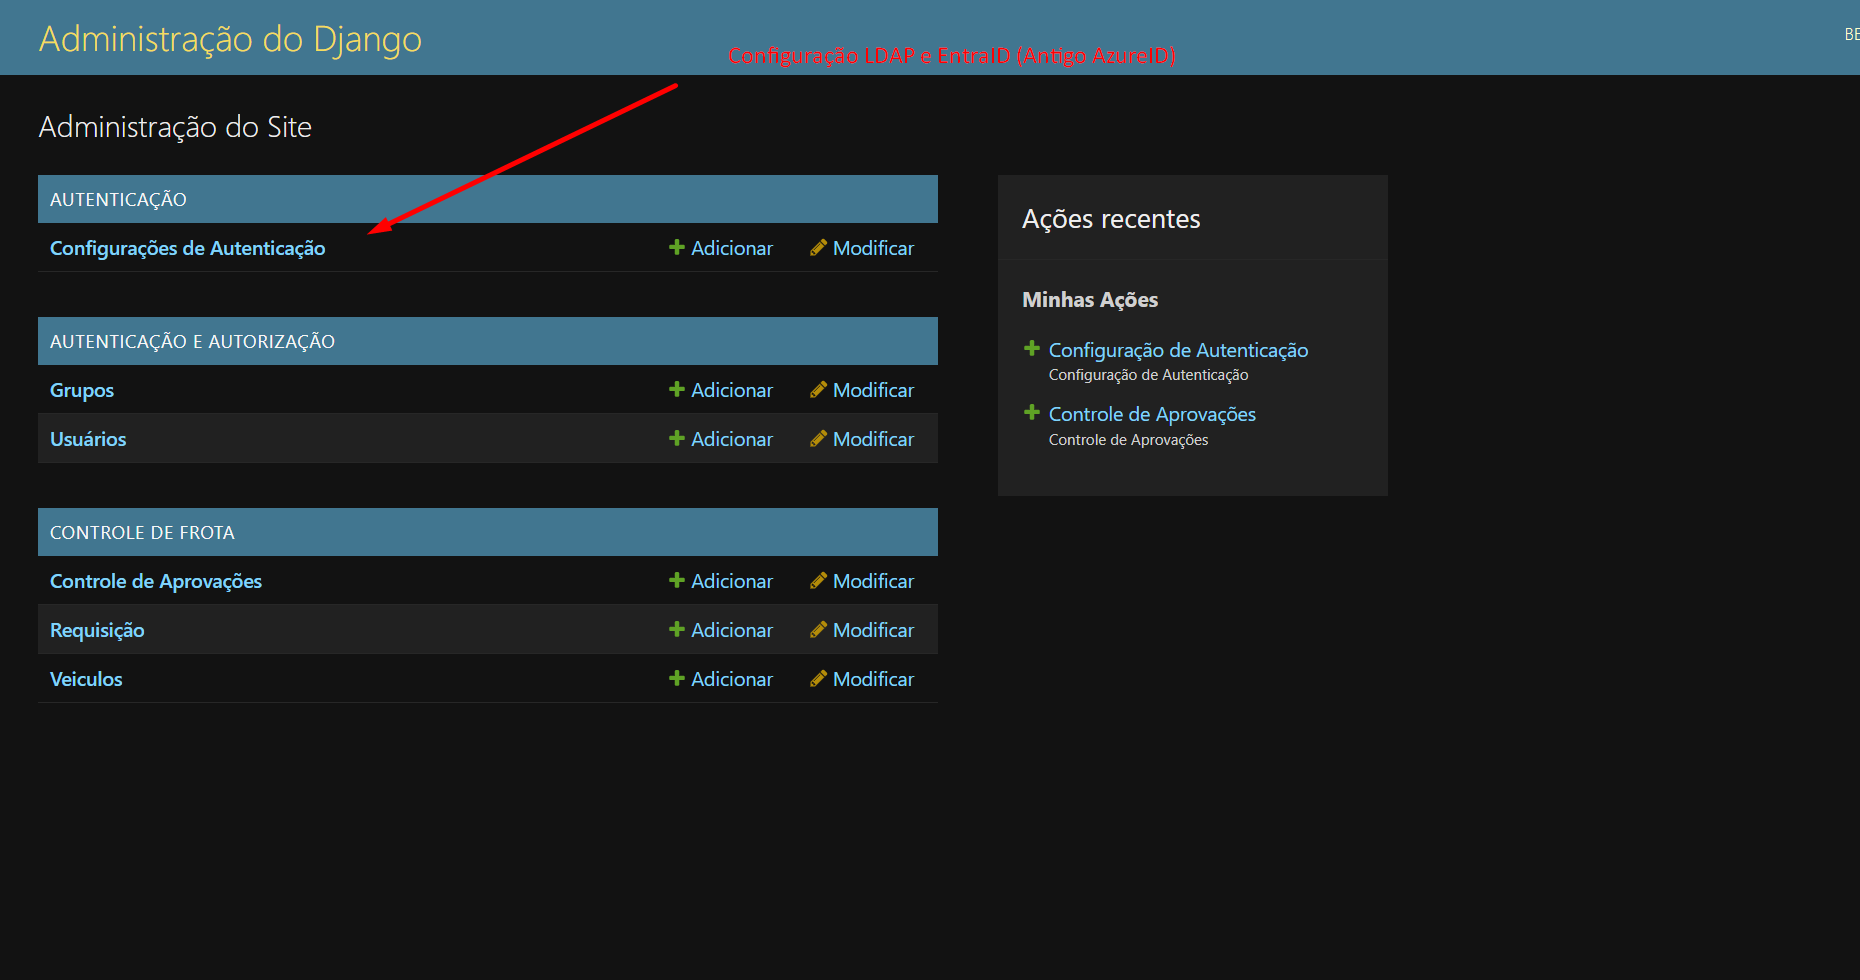 Administração do Django
Configuração LDAP e EntraID (Antigo AzureID)
BE
Administração do Site
AUTENTICAÇÃO
Configurações de Autenticação Adicionar Modificar
AUTENTICAÇÃO E AUTORIZAÇÃO
Grupos Adicionar Modificar
Usuários Adicionar Modificar
CONTROLE DE FROTA
Controle de Aprovações Adicionar Modificar
Requisição Adicionar Modificar
Veiculos Adicionar Modificar
Ações recentes
Minhas Ações
Configuração de Autenticação
Configuração de Autenticação
Controle de Aprovações
Controle de Aprovações